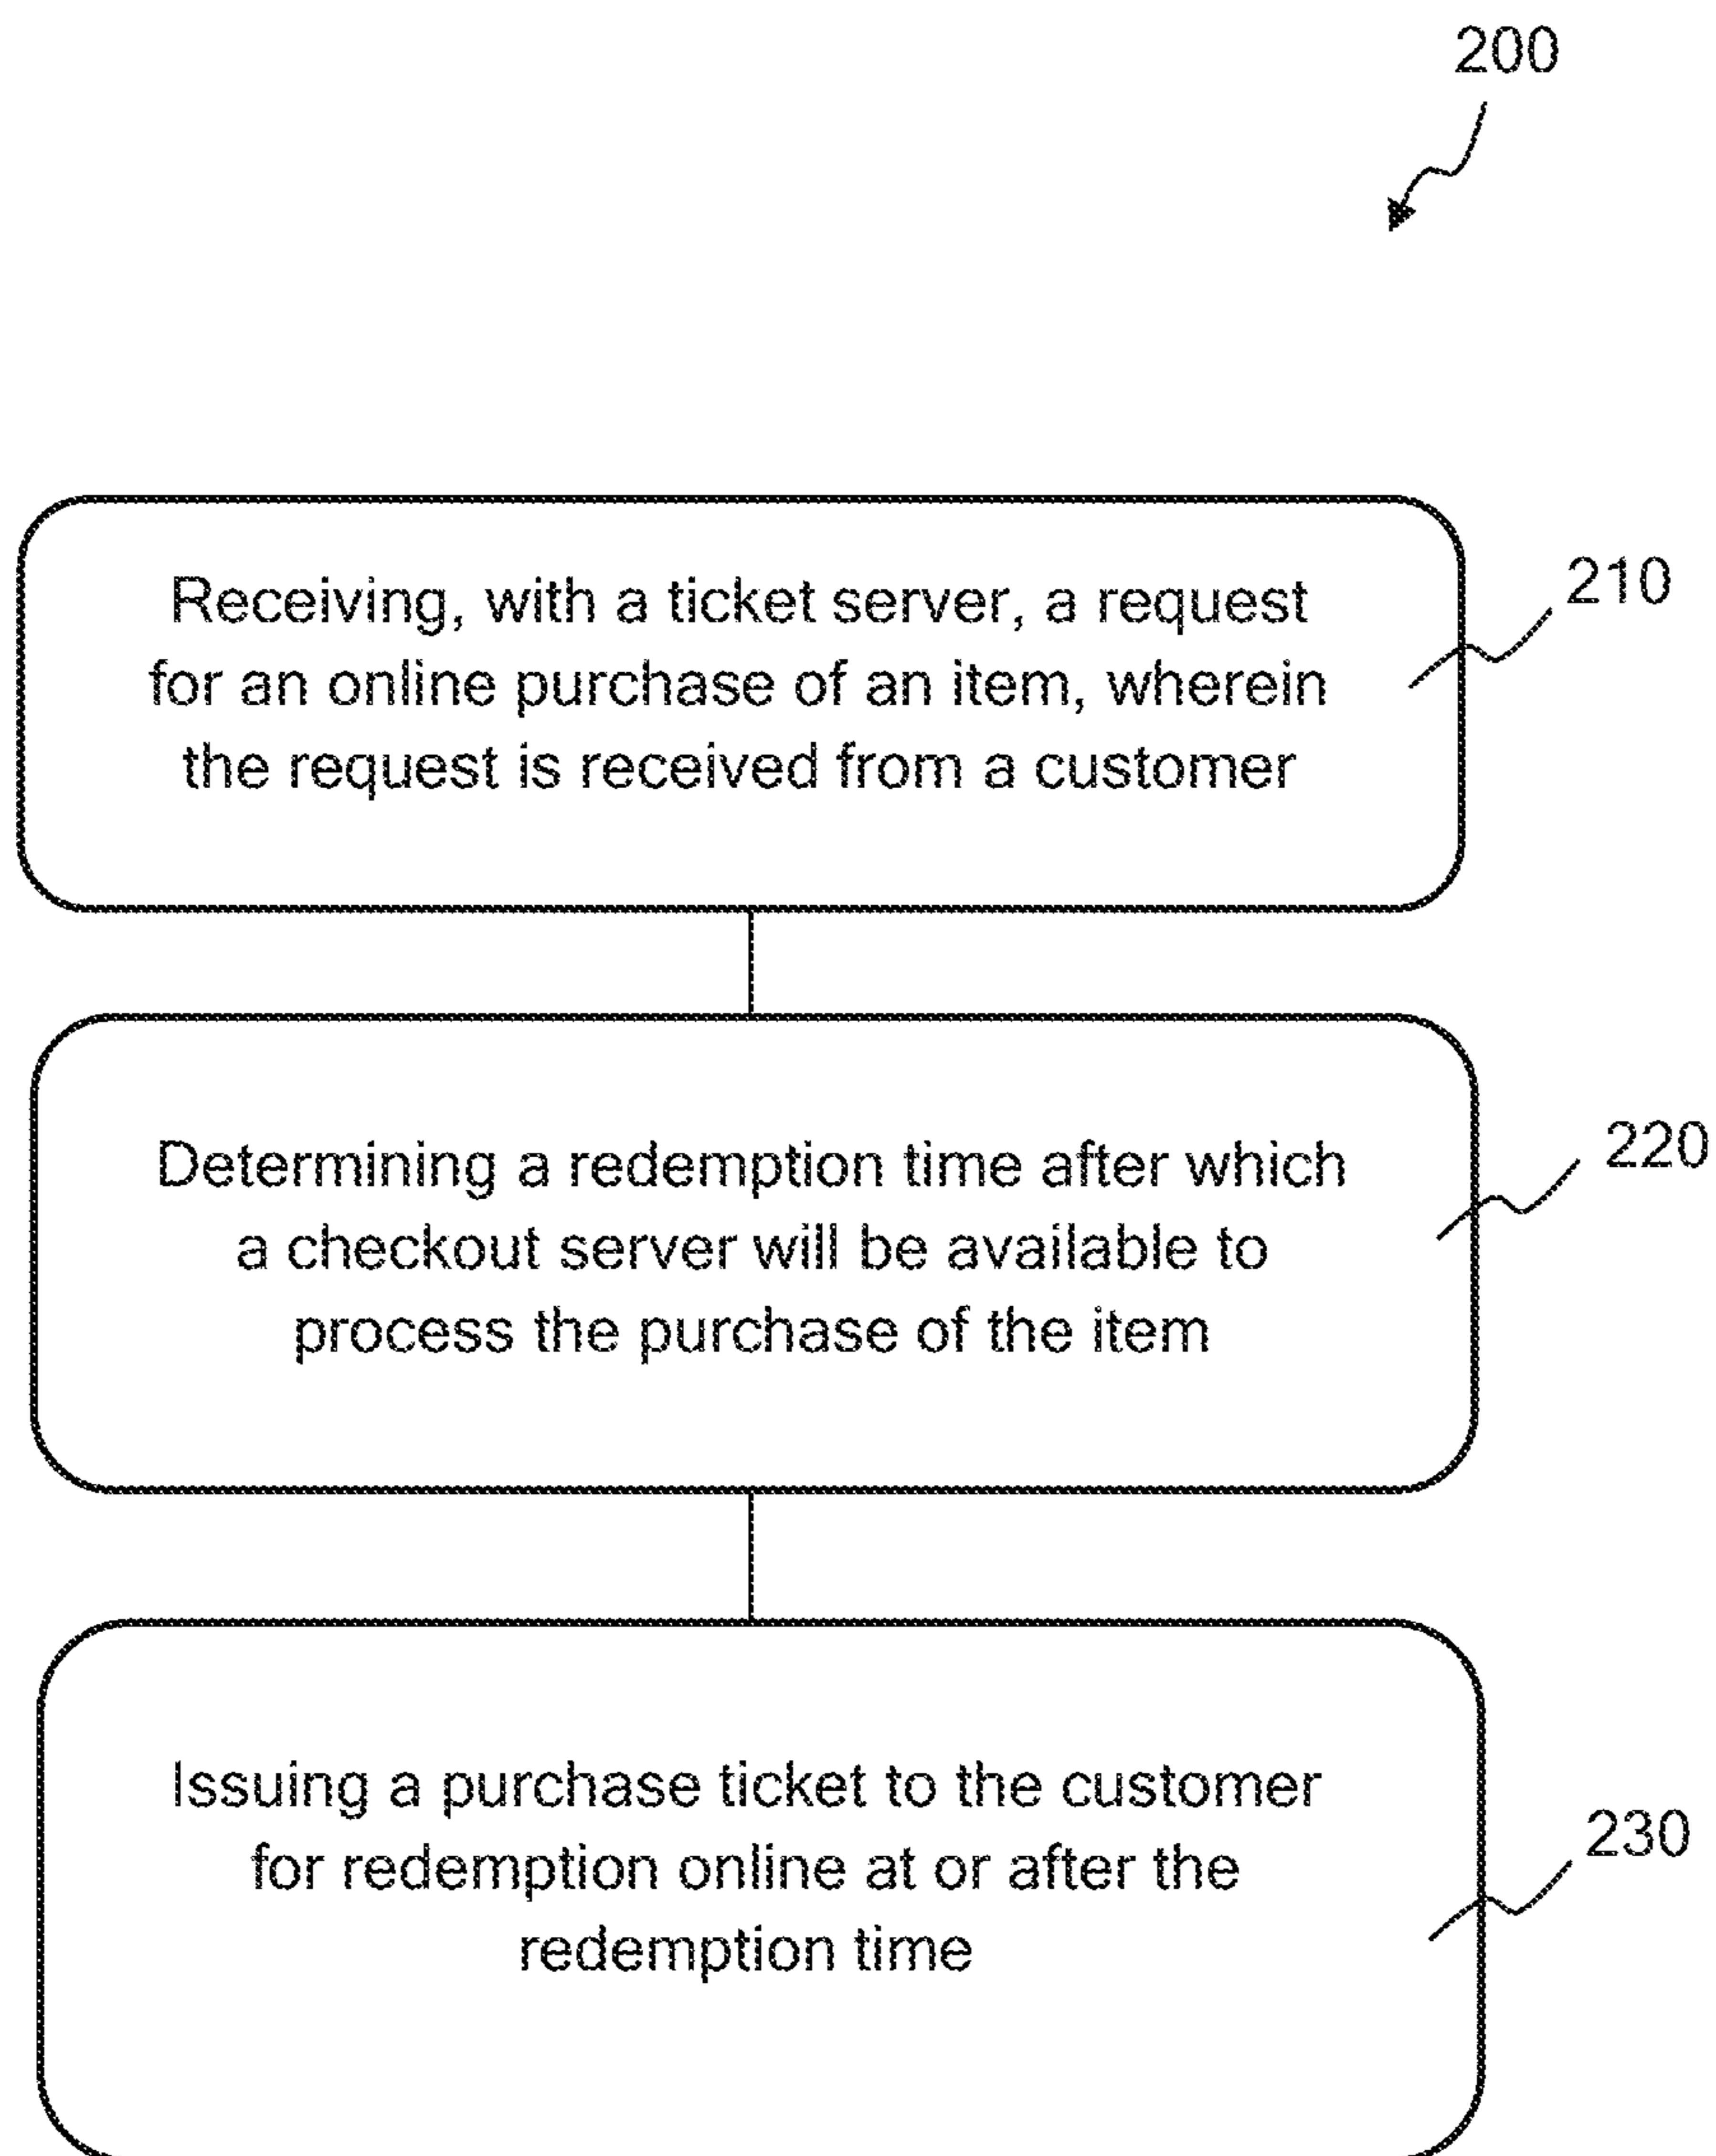 200
Receiving, with a ticket server, a request
for an online purchase of an item, wherein
the request is received from a customer
210
Determining a redemption time after which
a checkout server will be available to
process the purchase of the item
220
Issuing a purchase ticket to the customer
for redemption online at or after the
redemption time
230